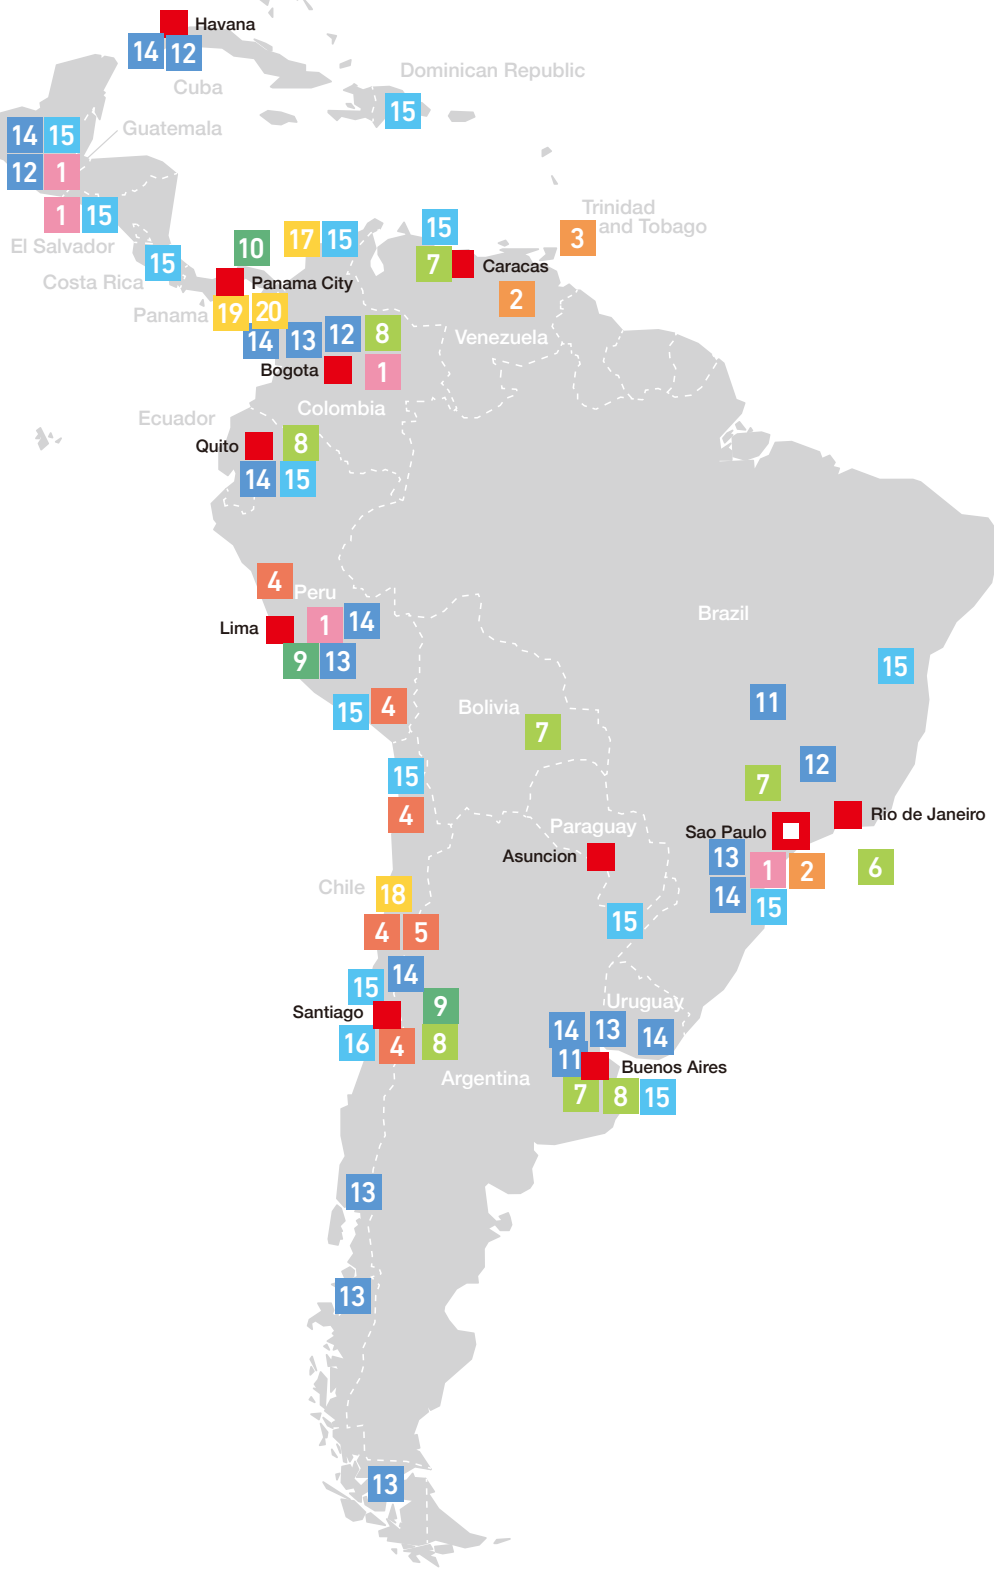 Havana
14 12
Cuba
Dominican Republic
15
Guatemala
14 15
12 1
1 15
El Salvador
Trinidad
and Tobago
3
Costa Rica
15
10
17 15
15
7
Caracas
Panama City
2
Panama
19 20
Venezuela
14 13 12 8
Bogota
1
Colombia
Ecuador
Quito
8
14 15
4
Peru
Lima
1 14
9 13
Brazil
15
15 4
Bolivia
7
11
12
15
7
4
Rio de Janeiro
Paraguay
Sao Paulo
Asuncion
13 1 2 6
14 15
Chile
18
4 5
15
15 14
Santiago
9
16 4 8
Uruguay
14 13 14
11
Buenos Aires
Argentina
7 8 15
13
13
13